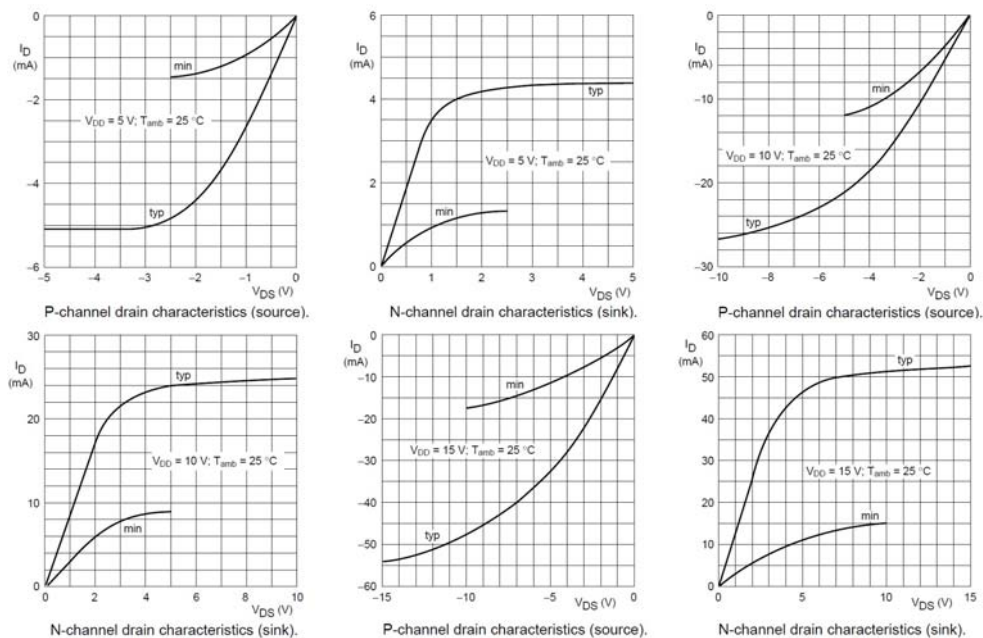 0
I_D
(mA)
−2
−4
−6
min
V_DD = 5 V; T_amb = 25 °C
typ
−5
−4
−3
−2
−1
0
V_DS (V)
P-channel drain characteristics (source).
6
I_D
(mA)
4
2
0
typ
V_DD = 5 V; T_amb = 25 °C
min
0
1
2
3
4
5
V_DS (V)
N-channel drain characteristics (sink).
0
I_D
(mA)
−10
−20
−30
min
V_DD = 10 V; T_amb = 25 °C
typ
−10
−8
−6
−4
−2
0
V_DS (V)
P-channel drain characteristics (source).
30
I_D
(mA)
20
10
0
typ
V_DD = 10 V; T_amb = 25 °C
min
0
2
4
6
8
10
V_DS (V)
N-channel drain characteristics (sink).
0
I_D
(mA)
−10
−20
−30
−40
−50
−60
min
V_DD = 15 V; T_amb = 25 °C
typ
−15
−10
−5
0
V_DS (V)
P-channel drain characteristics (source).
60
I_D
(mA)
50
40
30
20
10
0
typ
V_DD = 15 V; T_amb = 25 °C
min
0
5
10
15
V_DS (V)
N-channel drain characteristics (sink).